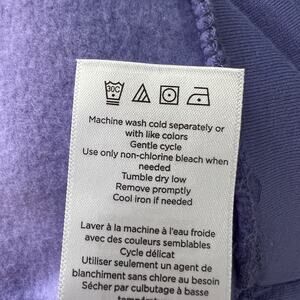 30C
Machine wash cold separately or
with like colors
Gentle cycle
Use only non-chlorine bleach when
needed
Tumble dry low
Remove promptly
Cool iron if needed
Laver à la machine à l'eau froide
avec des couleurs semblables
Cycle délicat
Utiliser seulement un agent de
blanchiment sans chlore au besoin
Sécher par culbutage à basse